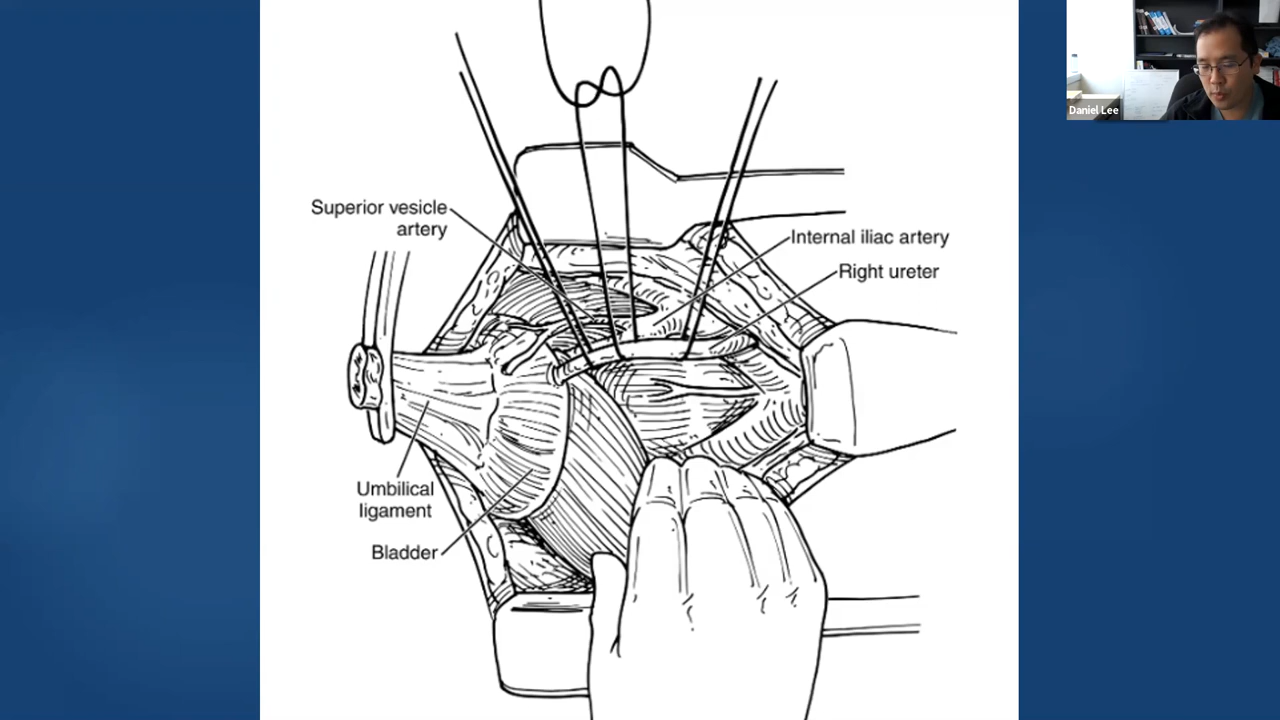 Daniel Lee
Superior vesicle
artery
Internal iliac artery
Right ureter
Umbilical
ligament
Bladder